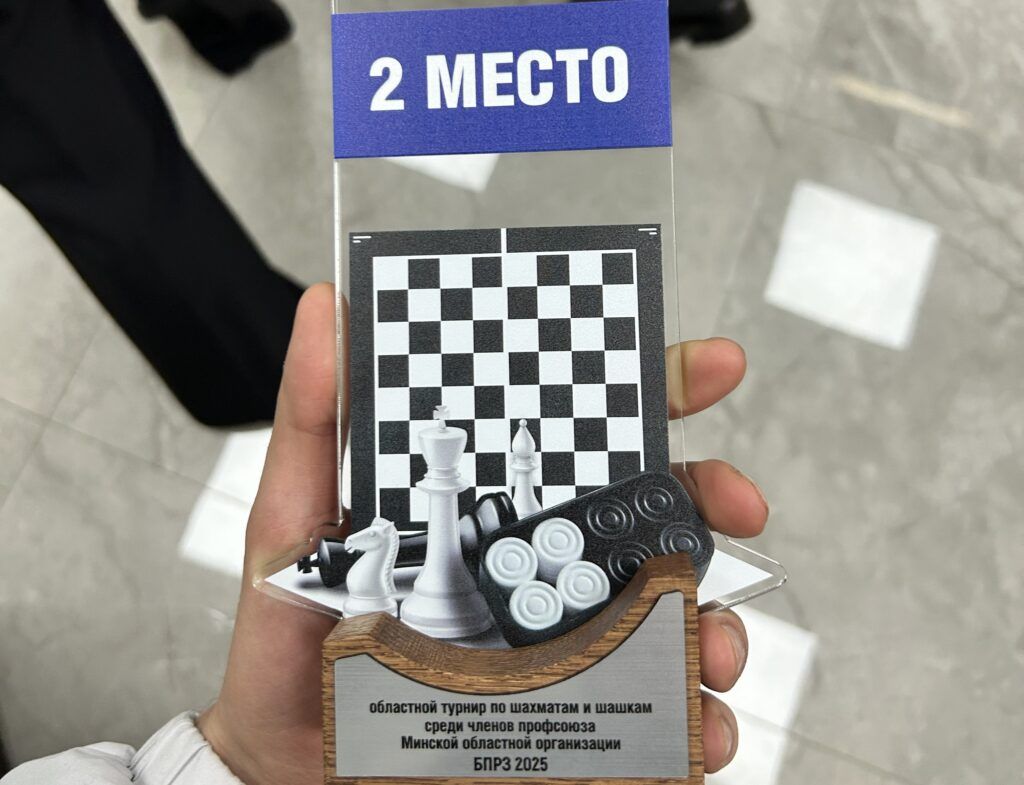 2 МЕСТО
областной турнир по шахматам и шашкам
среди членов профсоюза
Минской областной организации
БПРЗ 2025